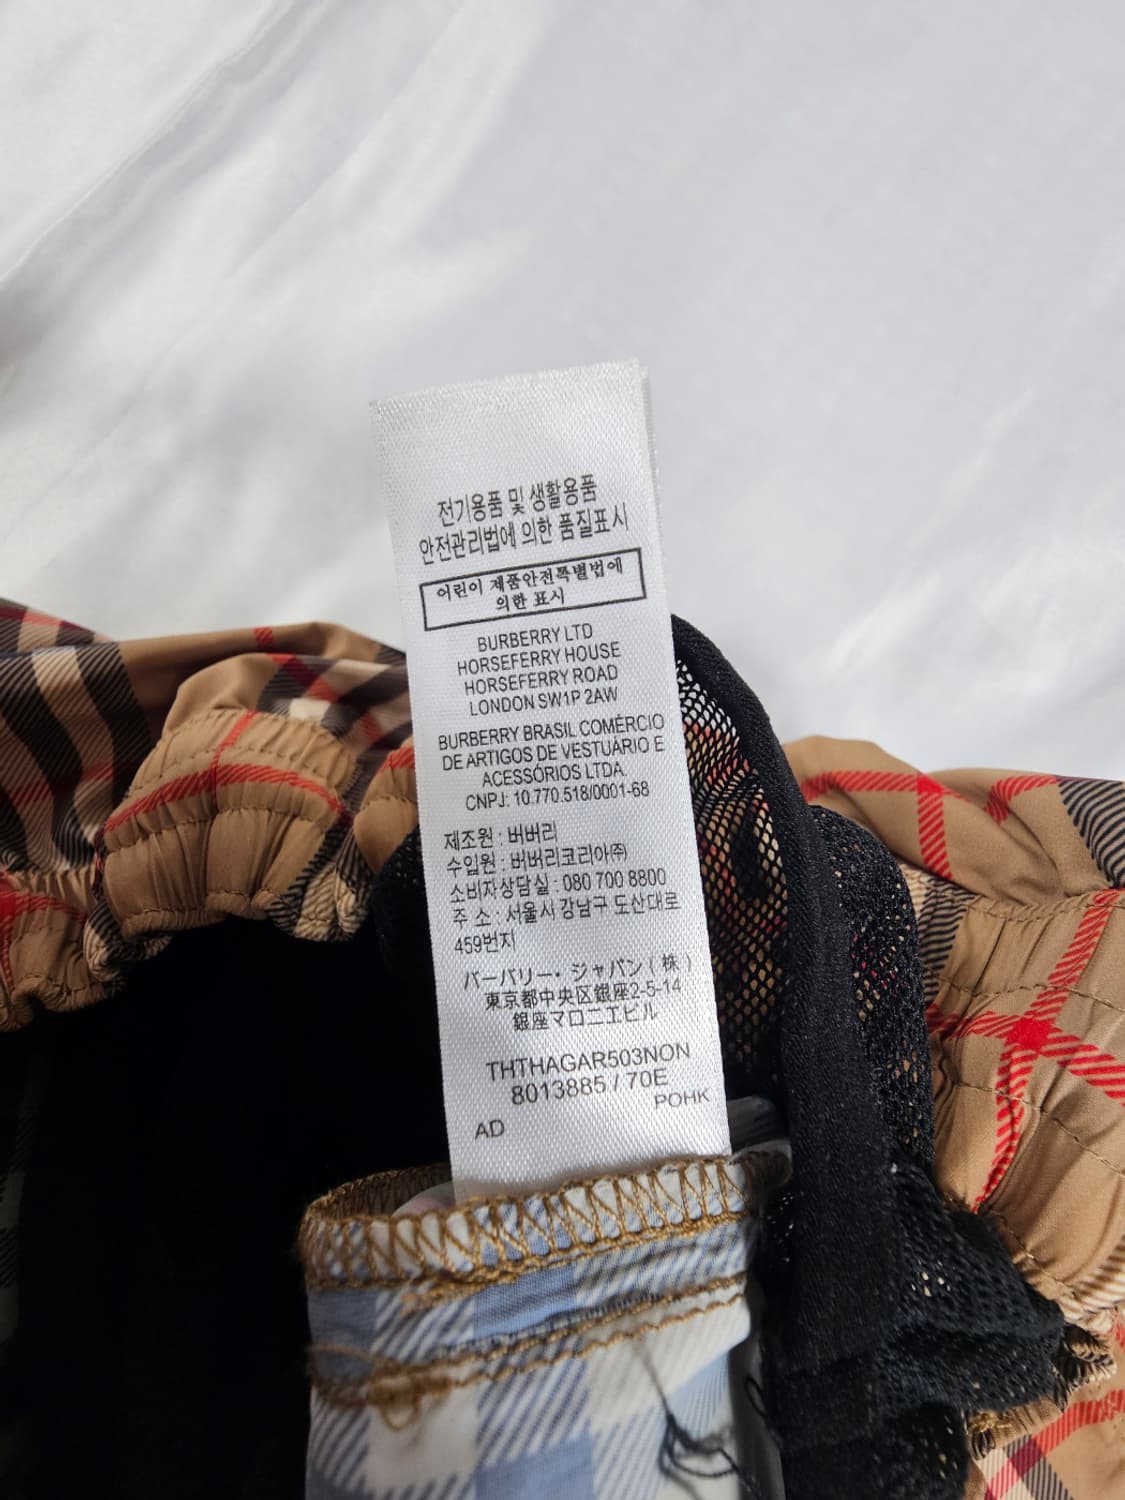 전기용품 및 생활용품
안전관리법에 의한 품질표시
어린이 제품안전특별법에
의한 표시
BURBERRY LTD
HORSEFERRY HOUSE
HORSEFERRY ROAD
LONDON SW1P 2AW
BURBERRY BRASIL COMÉRCIO
DE ARTIGOS DE VESTUÁRIO E
ACESSÓRIOS LTDA
CNPJ: 10.770.518/0001-68
제조원 : 버버리
수입원 : 버버리코리아㈜
소비자상담실 : 080 700 8800
주 소 : 서울시 강남구 도산대로
459번지
バーバリー・ジャパン(株)
東京都中央区銀座2-5-14
銀座マロニエビル
THTHAGAR503NON
8013885 / 70E
POHK
AD